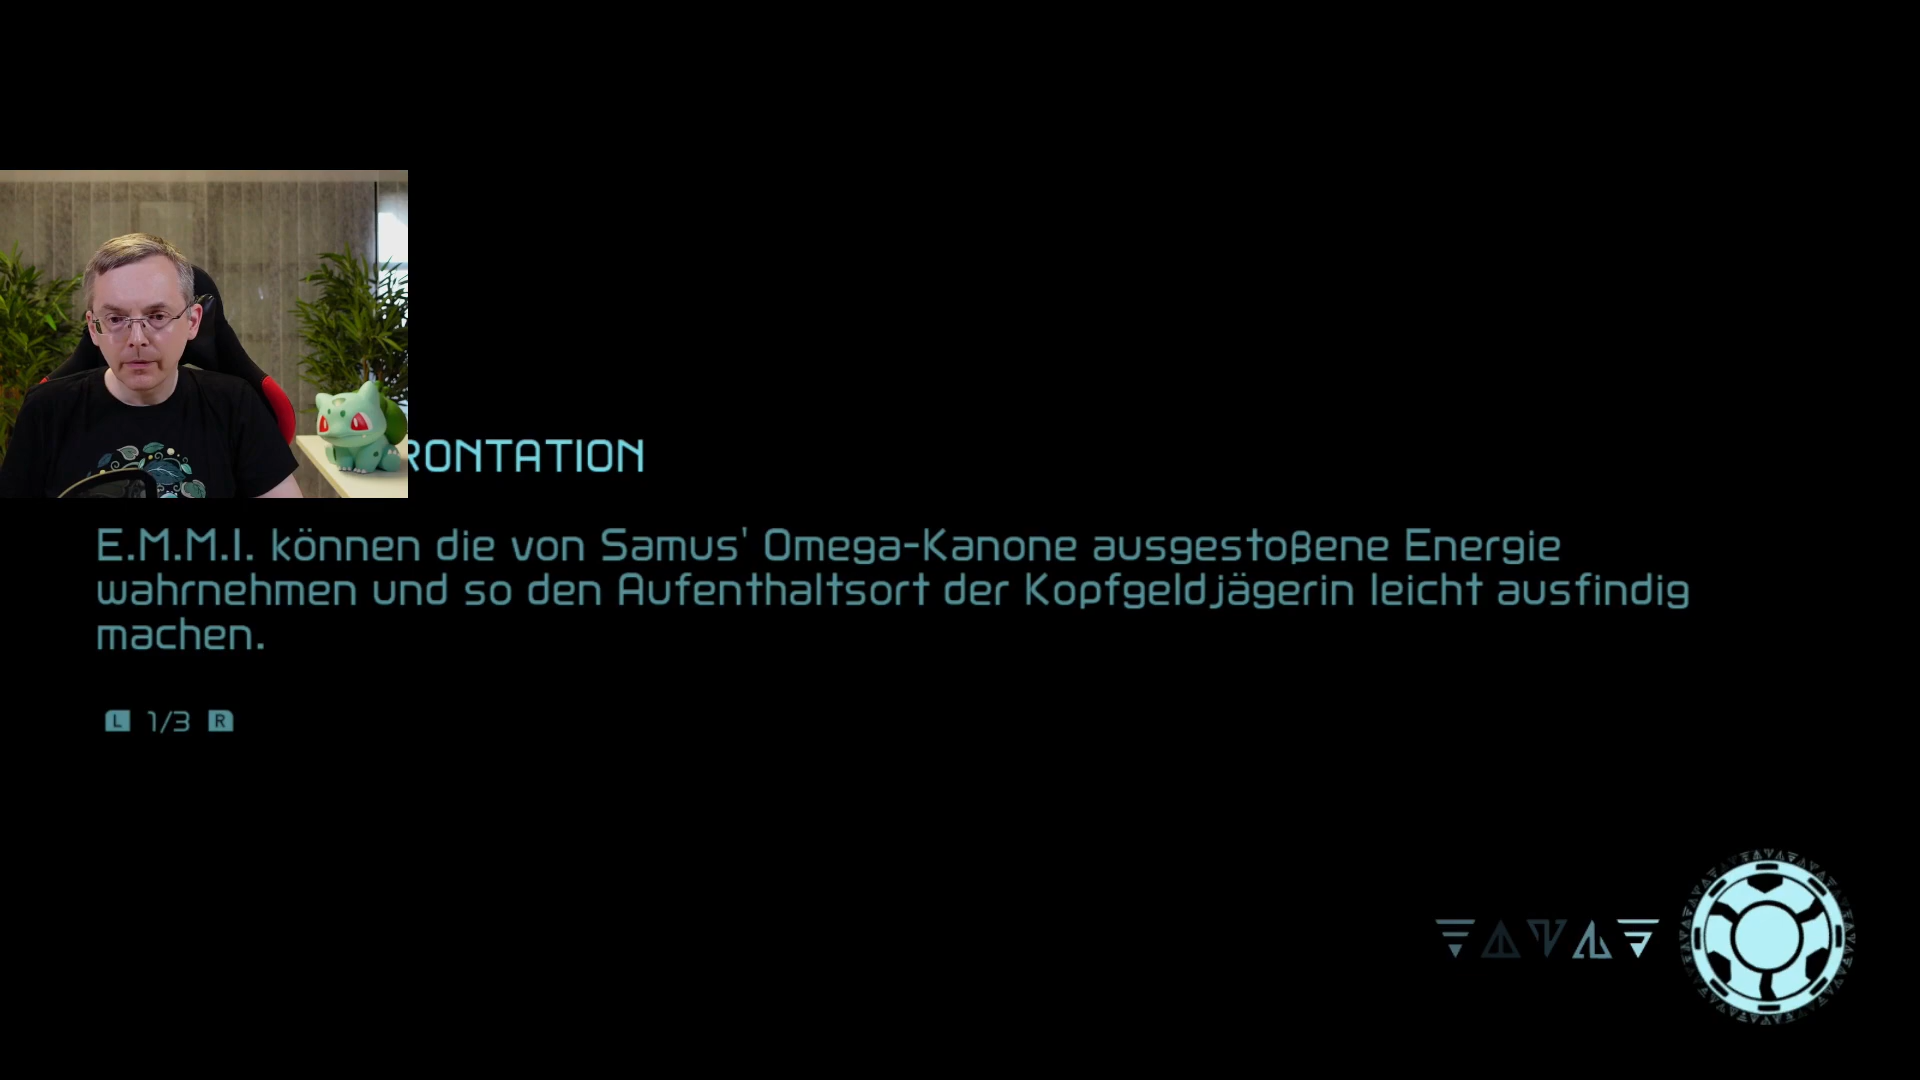 RONTATION
E.M.M.I. können die von Samus' Omega-Kanone ausgestoßene Energie
wahrnehmen und so den Aufenthaltsort der Kopfgeldjägerin leicht ausfindig
machen.
L 1/3 R